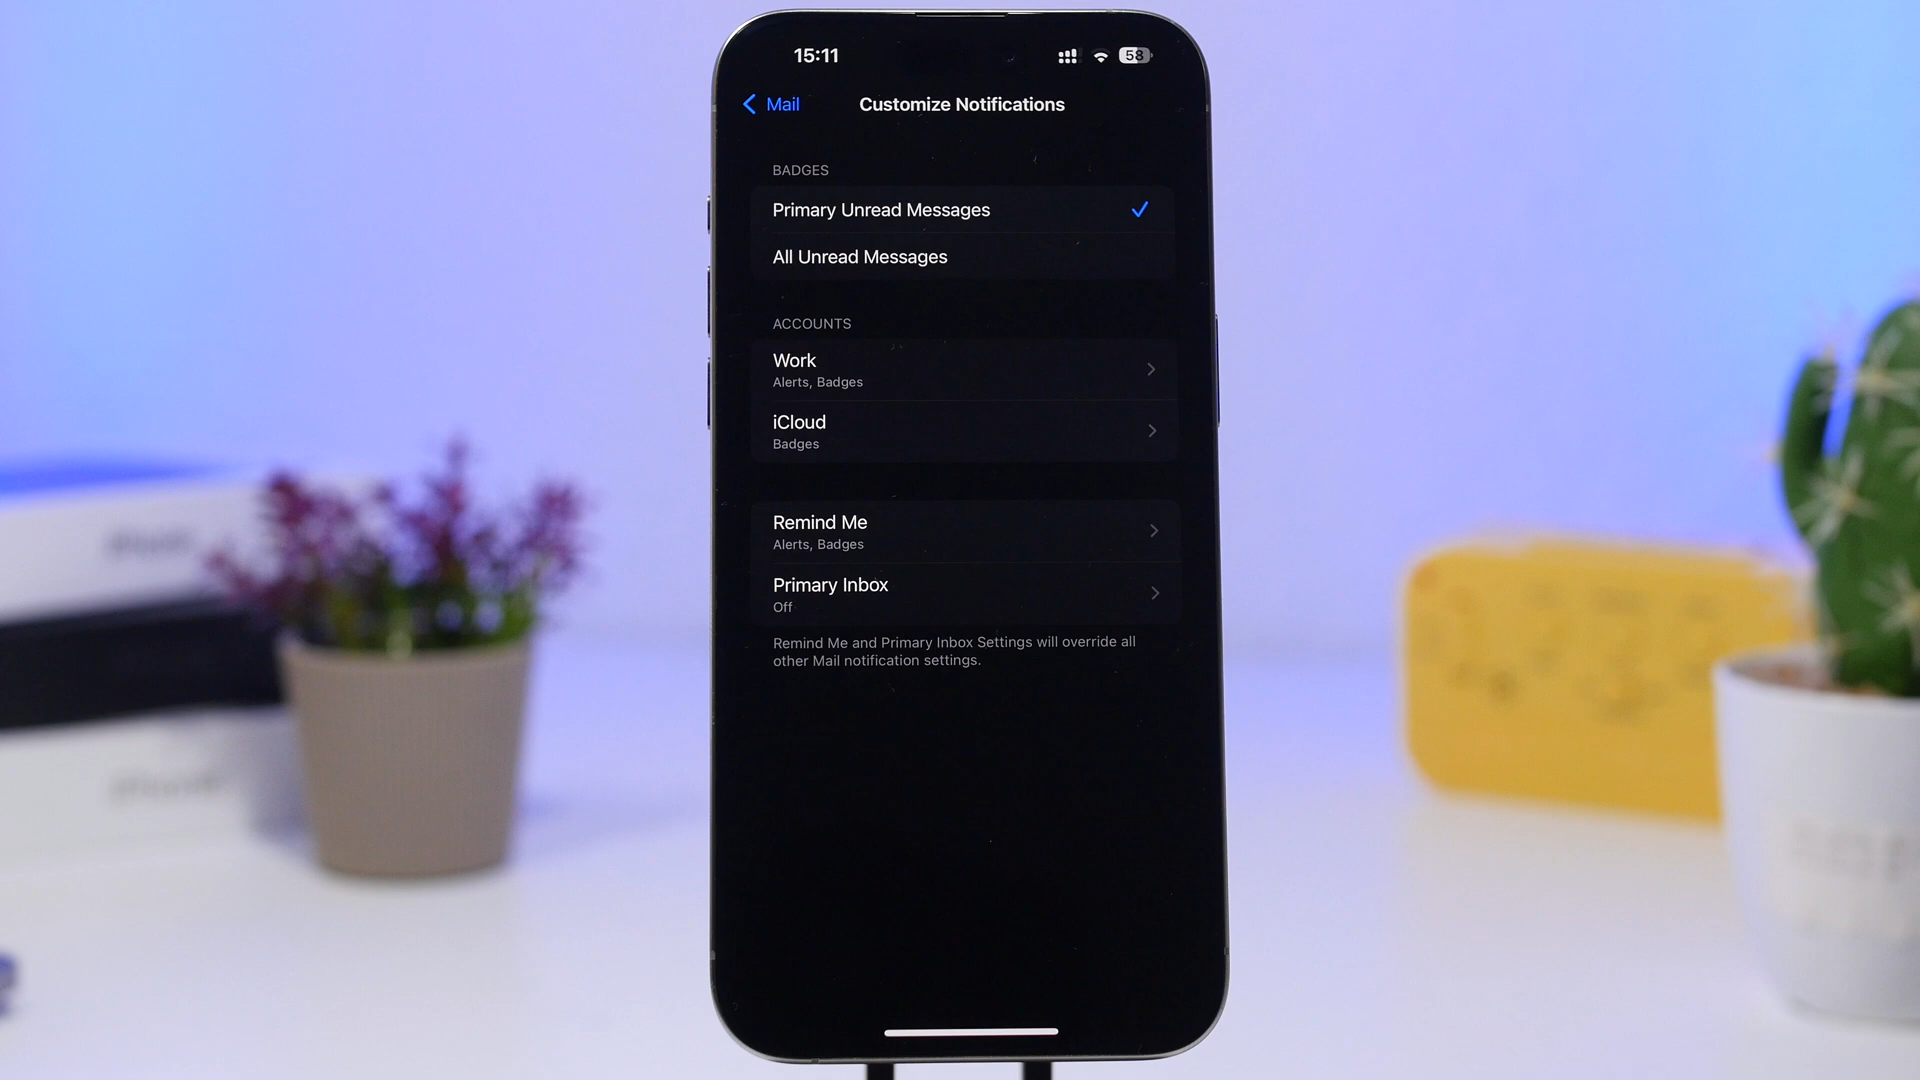 15:11
58
Mail
Customize Notifications
BADGES
Primary Unread Messages
All Unread Messages
ACCOUNTS
Work
Alerts, Badges
iCloud
Badges
Remind Me
Alerts, Badges
Primary Inbox
Off
Remind Me and Primary Inbox Settings will override all
other Mail notification settings.